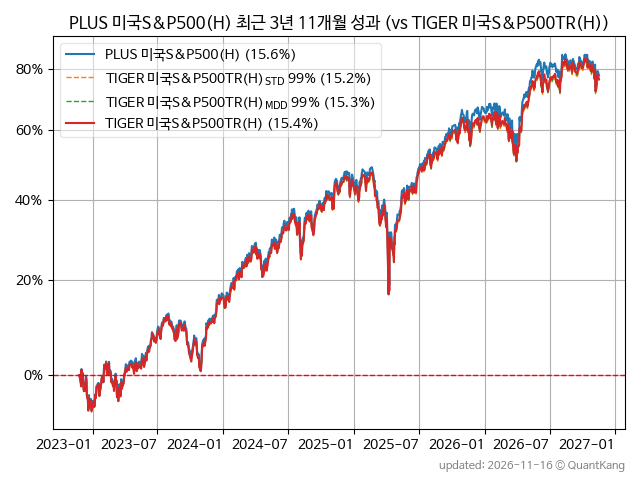 PLUS 미국S&P500(H) 최근 3년 11개월 성과 (vs TIGER 미국S&P500TR(H))
PLUS 미국S&P500(H) (15.6%)
TIGER 미국S&P500TR(H) STD 99% (15.2%)
TIGER 미국S&P500TR(H) MDD 99% (15.3%)
TIGER 미국S&P500TR(H) (15.4%)
80%
60%
40%
20%
0%
2023-01 2023-07 2024-01 2024-07 2025-01 2025-07 2026-01 2026-07 2027-01
updated: 2026-11-16 © QuantKang